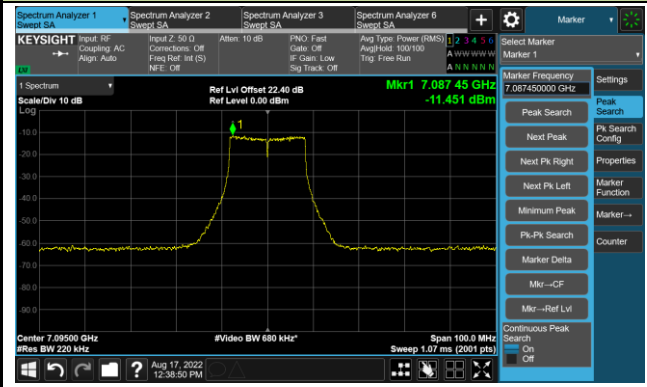 Spectrum Analyzer 1
Swept SA
Spectrum Analyzer 2
Swept SA
Spectrum Analyzer 3
Swept SA
Spectrum Analyzer 6
Swept SA
+
Marker
KEYSIGHT
Input: RF
Coupling: AC
Align: Auto
Input Z: 50 Ω
Corrections: Off
Freq Ref: Int (S)
NFE: Off
Atten: 10 dB
PNO: Fast
Gate: Off
IF Gain: Low
Sig Track: Off
Avg Type: Power (RMS)
Avg|Hold: 100/100
Trig: Free Run
1 2 3 4 5 6
A W W W W W
A N N N N N
LXI
1 Spectrum
Scale/Div 10 dB
Log
Ref Lvl Offset 22.40 dB
Ref Level 0.00 dBm
Mkr1 7.087 45 GHz
-11.451 dBm
1
-10.0
-20.0
-30.0
-40.0
-50.0
-60.0
-70.0
-80.0
-90.0
Center 7.09500 GHz
#Res BW 220 kHz
#Video BW 680 kHz*
Span 100.0 MHz
Sweep 1.07 ms (2001 pts)
Select Marker
Marker 1
Marker Frequency
7.087450000 GHz
Peak Search
Next Peak
Next Pk Right
Next Pk Left
Minimum Peak
Pk-Pk Search
Marker Delta
Mkr→CF
Mkr→Ref Lvl
Continuous Peak
Search
On
Off
Settings
Peak
Search
Pk Search
Config
Properties
Marker
Function
Marker→
Counter
?
Aug 17, 2022
12:38:50 PM